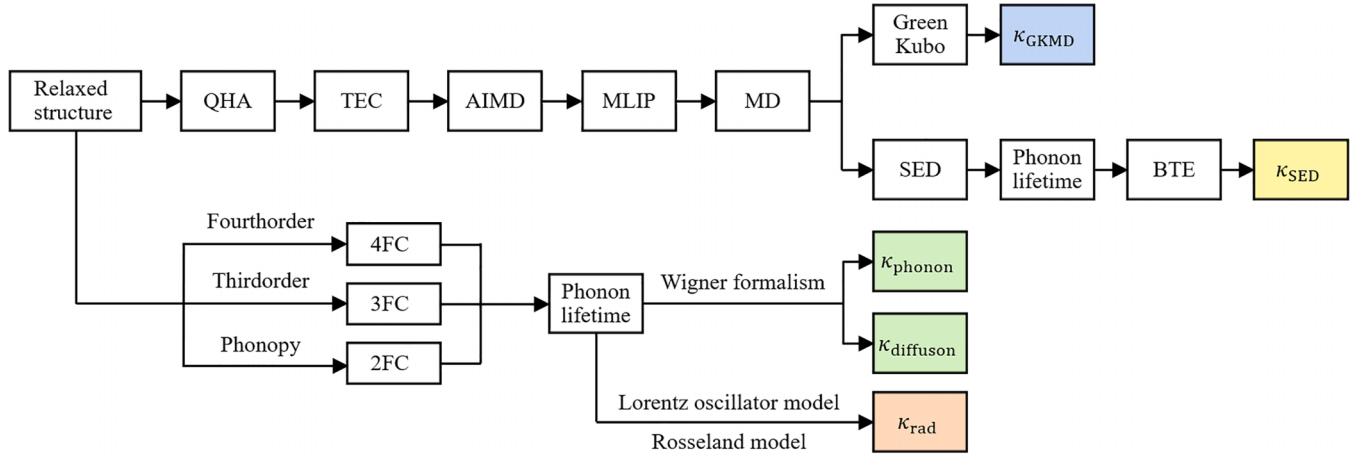 Green
Kubo
κGKMD
Relaxed
structure
QHA
TEC
AIMD
MLIP
MD
SED
Phonon
lifetime
BTE
κSED
Fourthorder
4FC
Thirdorder
3FC
Phonopy
2FC
Phonon
lifetime
Wigner formalism
κphonon
κdiffuson
Lorentz oscillator model
Rosseland model
κrad